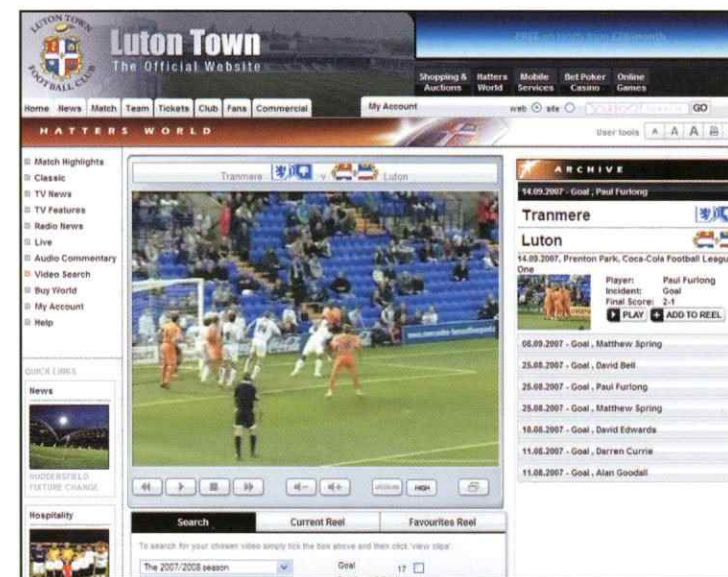 LUTON TOWN
FOOTBALL CLUB
Luton Town
The Official Website
Shopping & Auctions
Hatters World
Mobile Services
Bet Poker Casino
Online Games
Home News Match Team Tickets Club Fans Commercial
My Account
web site GO
HATTERS WORLD
User tools A A A
Match Highlights
Classic
TV News
TV Features
Radio News
Live
Audio Commentary
Video Search
Buy World
My Account
Help
QUICK LINKS
News
HUDDERSFIELD
FIXTURE CHANGE
Hospitality
Tranmere v Luton
HIGH
Search Current Reel Favourites Reel
To search for your chosen video simply tick the box above and then click 'view clips'.
The 2007/2008 season
Goal 17
ARCHIVE
14.09.2007 - Goal , Paul Furlong
Tranmere
Luton
14.09.2007, Prenton Park, Coca-Cola Football Leagu
One
Player: Paul Furlong
Incident: Goal
Final Score: 2-1
PLAY ADD TO REEL
08.09.2007 - Goal , Matthew Spring
25.08.2007 - Goal , David Bell
25.08.2007 - Goal , Paul Furlong
25.08.2007 - Goal , Matthew Spring
18.08.2007 - Goal , David Edwards
11.08.2007 - Goal , Darren Currie
11.08.2007 - Goal , Alan Goodall